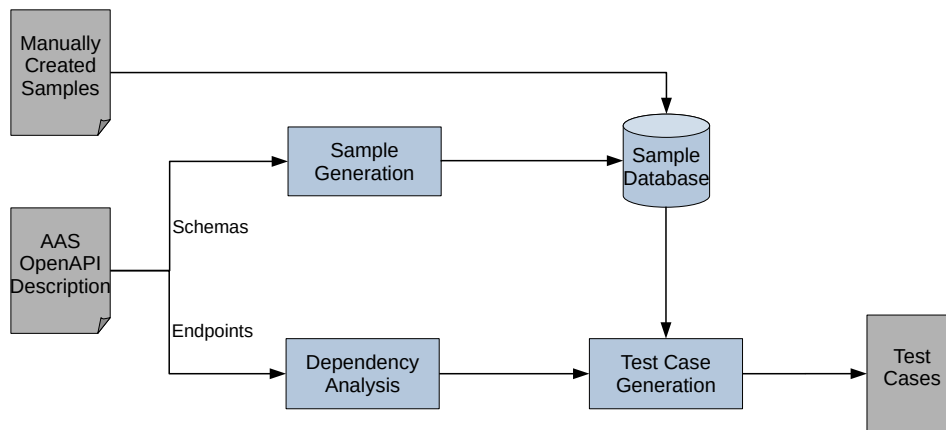 Manually
Created
Samples
Sample
Generation
Sample
Database
Schemas
AAS
OpenAPI
Description
Endpoints
Dependency
Analysis
Test Case
Generation
Test
Cases